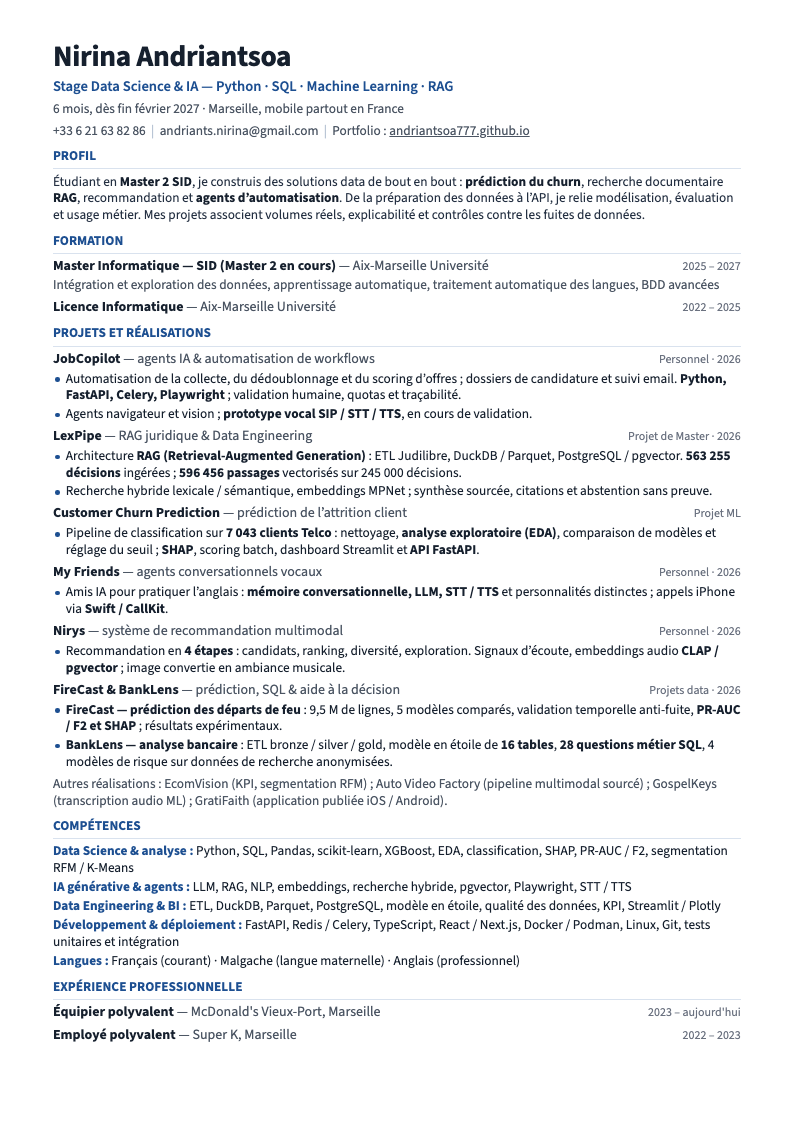 Nirina Andriantsoa
Stage Data Science & IA — Python · SQL · Machine Learning · RAG
6 mois, dès fin février 2027 · Marseille, mobile partout en France
+33 6 21 63 82 86 | andriants.nirina@gmail.com | Portfolio : andriantsoa777.github.io
PROFIL
Étudiant en Master 2 SID, je construis des solutions data de bout en bout : prédiction du churn, recherche documentaire
RAG, recommandation et agents d’automatisation. De la préparation des données à l’API, je relie modélisation, évaluation
et usage métier. Mes projets associent volumes réels, explicabilité et contrôles contre les fuites de données.
FORMATION
Master Informatique — SID (Master 2 en cours) — Aix-Marseille Université 2025 – 2027
Intégration et exploration des données, apprentissage automatique, traitement automatique des langues, BDD avancées
Licence Informatique — Aix-Marseille Université 2022 – 2025
PROJETS ET RÉALISATIONS
JobCopilot — agents IA & automatisation de workflows Personnel · 2026
• Automatisation de la collecte, du dédoublonnage et du scoring d’offres ; dossiers de candidature et suivi email. Python,
FastAPI, Celery, Playwright ; validation humaine, quotas et traçabilité.
• Agents navigateur et vision ; prototype vocal SIP / STT / TTS, en cours de validation.
LexPipe — RAG juridique & Data Engineering Projet de Master · 2026
• Architecture RAG (Retrieval-Augmented Generation) : ETL Judilibre, DuckDB / Parquet, PostgreSQL / pgvector. 563 255
décisions ingérées ; 596 456 passages vectorisés sur 245 000 décisions.
• Recherche hybride lexicale / sémantique, embeddings MPNet ; synthèse sourcée, citations et abstention sans preuve.
Customer Churn Prediction — prédiction de l’attrition client Projet ML
• Pipeline de classification sur 7 043 clients Telco : nettoyage, analyse exploratoire (EDA), comparaison de modèles et
réglage du seuil ; SHAP, scoring batch, dashboard Streamlit et API FastAPI.
My Friends — agents conversationnels vocaux Personnel · 2026
• Amis IA pour pratiquer l’anglais : mémoire conversationnelle, LLM, STT / TTS et personnalités distinctes ; appels iPhone
via Swift / CallKit.
Nirys — système de recommandation multimodal Personnel · 2026
• Recommandation en 4 étapes : candidats, ranking, diversité, exploration. Signaux d’écoute, embeddings audio CLAP /
pgvector ; image convertie en ambiance musicale.
FireCast & BankLens — prédiction, SQL & aide à la décision Projets data · 2026
• FireCast — prédiction des départs de feu : 9,5 M de lignes, 5 modèles comparés, validation temporelle anti-fuite, PR-AUC
/ F2 et SHAP ; résultats expérimentaux.
• BankLens — analyse bancaire : ETL bronze / silver / gold, modèle en étoile de 16 tables, 28 questions métier SQL, 4
modèles de risque sur données de recherche anonymisées.
Autres réalisations : EcomVision (KPI, segmentation RFM) ; Auto Video Factory (pipeline multimodal sourcé) ; GospelKeys
(transcription audio ML) ; GratiFaith (application publiée iOS / Android).
COMPÉTENCES
Data Science & analyse : Python, SQL, Pandas, scikit-learn, XGBoost, EDA, classification, SHAP, PR-AUC / F2, segmentation
RFM / K-Means
IA générative & agents : LLM, RAG, NLP, embeddings, recherche hybride, pgvector, Playwright, STT / TTS
Data Engineering & BI : ETL, DuckDB, Parquet, PostgreSQL, modèle en étoile, qualité des données, KPI, Streamlit / Plotly
Développement & déploiement : FastAPI, Redis / Celery, TypeScript, React / Next.js, Docker / Podman, Linux, Git, tests
unitaires et intégration
Langues : Français (courant) · Malgache (langue maternelle) · Anglais (professionnel)
EXPÉRIENCE PROFESSIONNELLE
Équipier polyvalent — McDonald's Vieux-Port, Marseille 2023 – aujourd'hui
Employé polyvalent — Super K, Marseille 2022 – 2023